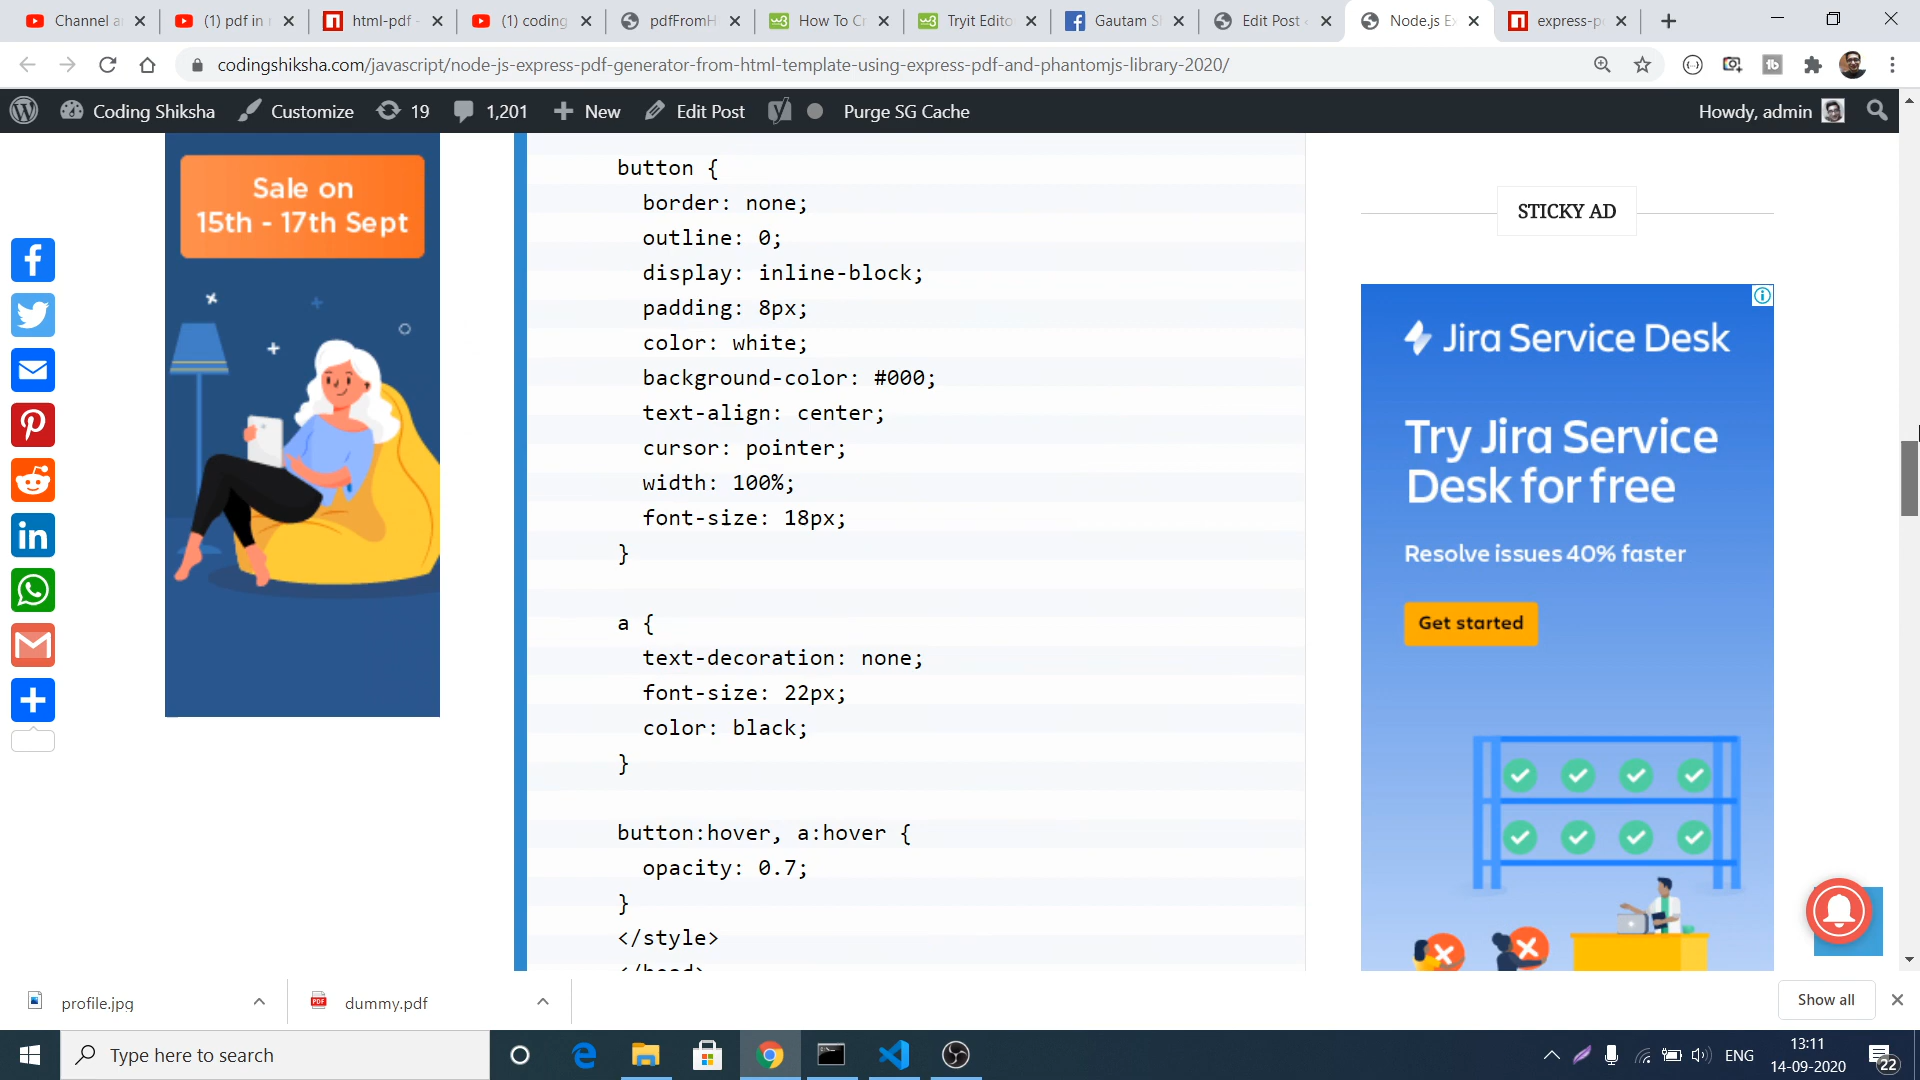 Channel a
(1) pdf in
html-pdf -
(1) coding
pdfFromH
How To Cr
Tryit Edito
Gautam S
Edit Post
Node.js Ex
express-p
codingshiksha.com/javascript/node-js-express-pdf-generator-from-html-template-using-express-pdf-and-phantomjs-library-2020/
Coding Shiksha
Customize
19
1,201
New
Edit Post
Purge SG Cache
Howdy, admin
Sale on
15th - 17th Sept
button {
border: none;
outline: 0;
display: inline-block;
padding: 8px;
color: white;
background-color: #000;
text-align: center;
cursor: pointer;
width: 100%;
font-size: 18px;
}
a {
text-decoration: none;
font-size: 22px;
color: black;
}
button:hover, a:hover {
opacity: 0.7;
}
</style>
</head>
STICKY AD
Jira Service Desk
Try Jira Service
Desk for free
Resolve issues 40% faster
Get started
profile.jpg
dummy.pdf
Show all
Type here to search
ENG
13:11
14-09-2020
22